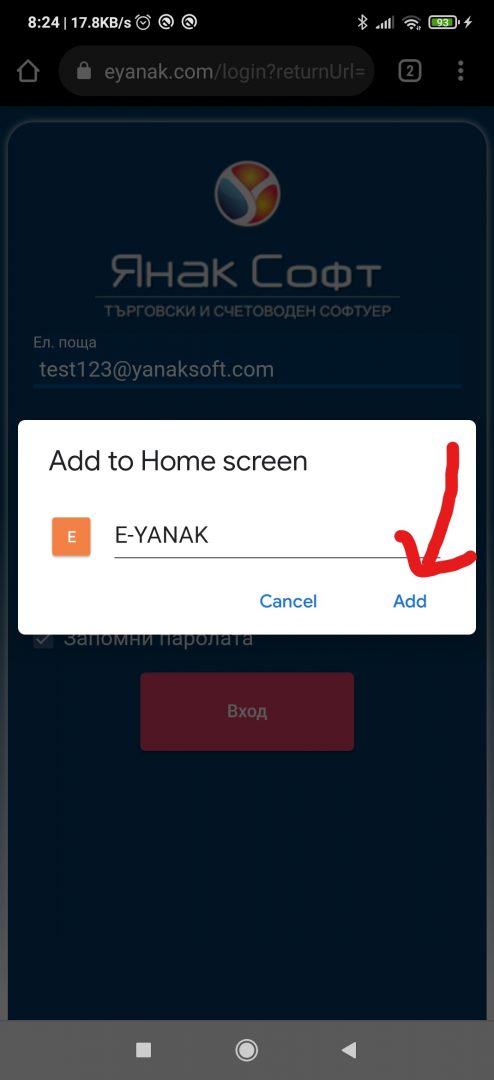 8:24 | 17.8KB/s
93
eyanak.com/login?returnUrl=
2
Янак Софт
ТЪРГОВСКИ И СЧЕТОВОДЕН СОФТУЕР
Ел. поща
test123@yanaksoft.com
Add to Home screen
E
E-YANAK
Cancel
Add
Запомни паролата
Вход